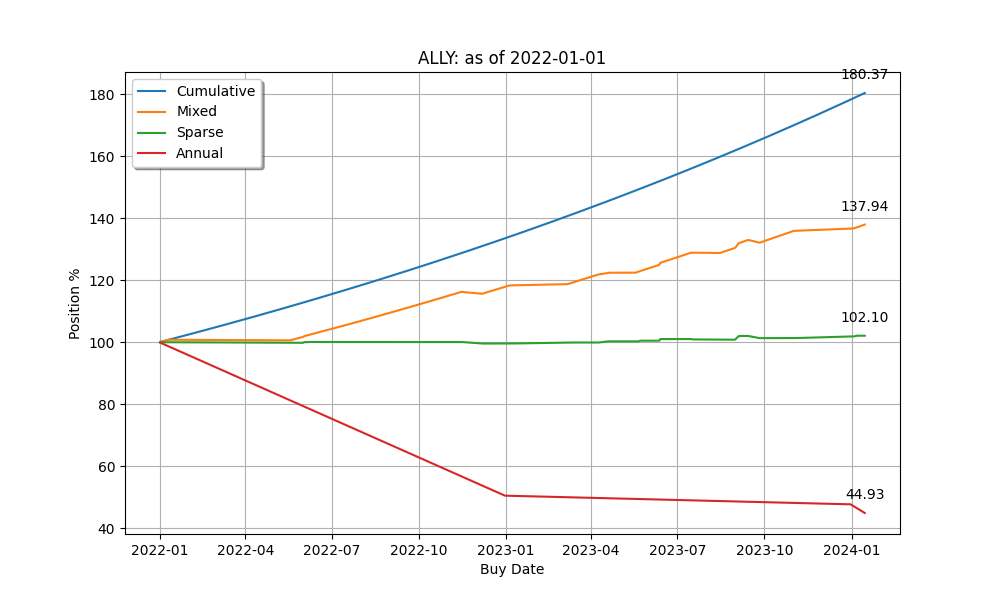 ALLY: as of 2022-01-01
Cumulative
Mixed
Sparse
Annual
180.37
137.94
102.10
44.93
Position %
180
160
140
120
100
80
60
40
2022-01 2022-04 2022-07 2022-10 2023-01 2023-04 2023-07 2023-10 2024-01
Buy Date